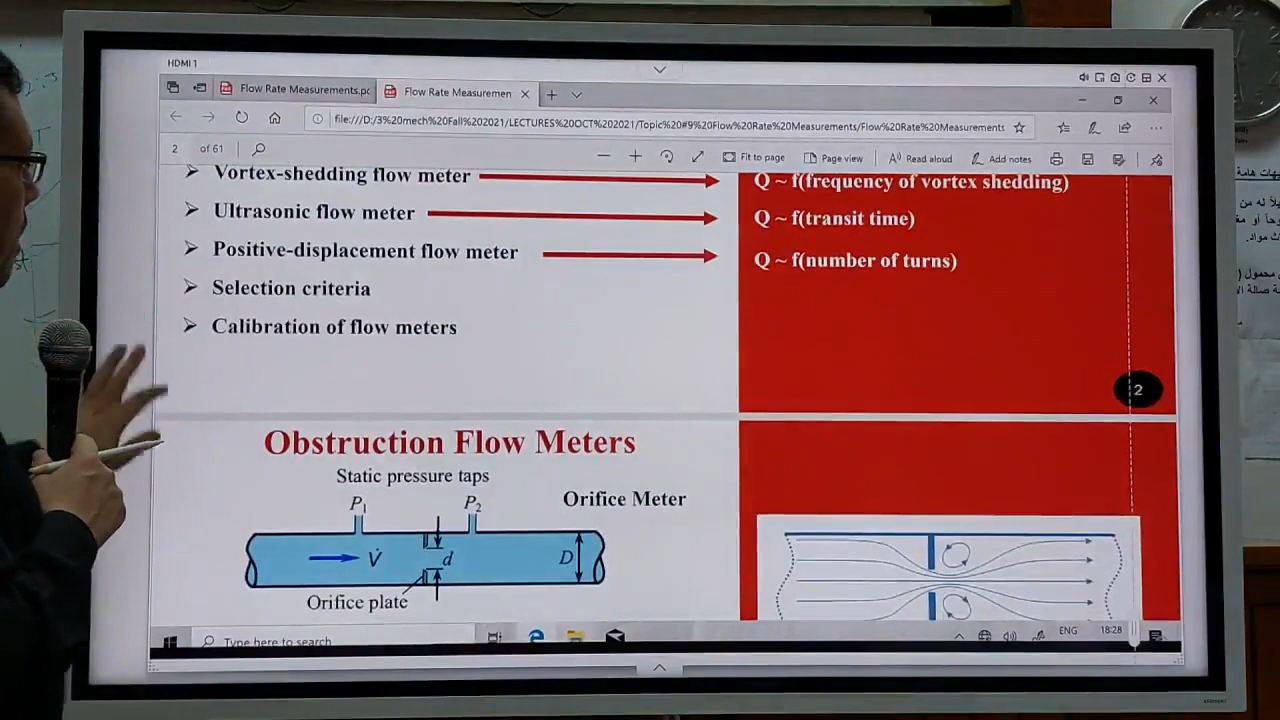 HDMI 1
Flow Rate Measurements.pc
Flow Rate Measuremen
file:///D:/3%20mech%20Fall%202021/LECTURES%20OCT%202021/Topic%20#9%20Flow%20Rate%20Measurements/Flow%20Rate%20Measurements
2 of 61
Fit to page
Page view
Read aloud
Add notes
Vortex-shedding flow meter
Q ~ f(frequency of vortex shedding)
Ultrasonic flow meter
Q ~ f(transit time)
Positive-displacement flow meter
Q ~ f(number of turns)
Selection criteria
Calibration of flow meters
2
Obstruction Flow Meters
Static pressure taps
P1
P2
Orifice Meter
V̇
d
D
Orifice plate
Type here to search
ENG
18:28